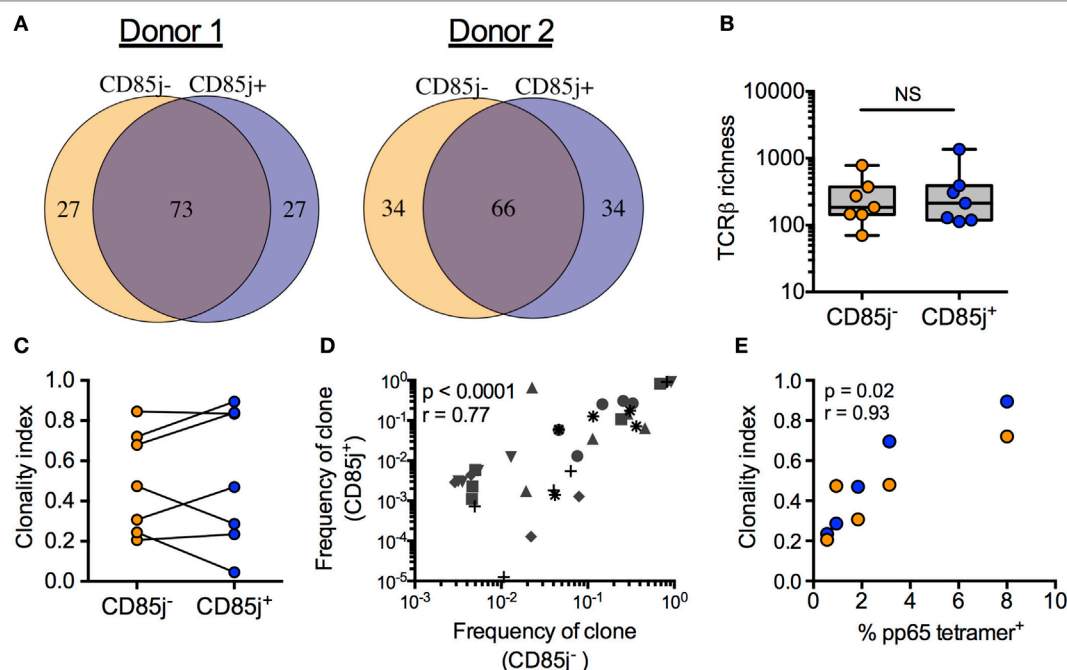 A
Donor 1
Donor 2
CD85j- CD85j+
CD85j- CD85j+
27 73 27
34 66 34
B
TCRβ richness
10000
1000
100
10
NS
CD85j⁻ CD85j⁺
C
Clonality index
1.0
0.8
0.6
0.4
0.2
0.0
CD85j⁻ CD85j⁺
D
Frequency of clone
(CD85j⁺)
10⁰
10⁻¹
10⁻²
10⁻³
10⁻⁴
10⁻⁵
p < 0.0001
r = 0.77
10⁻³ 10⁻² 10⁻¹ 10⁰
Frequency of clone
(CD85j⁻ )
E
Clonality index
1.0
0.8
0.6
0.4
0.2
0.0
p = 0.02
r = 0.93
0 2 4 6 8 10
% pp65 tetramer⁺